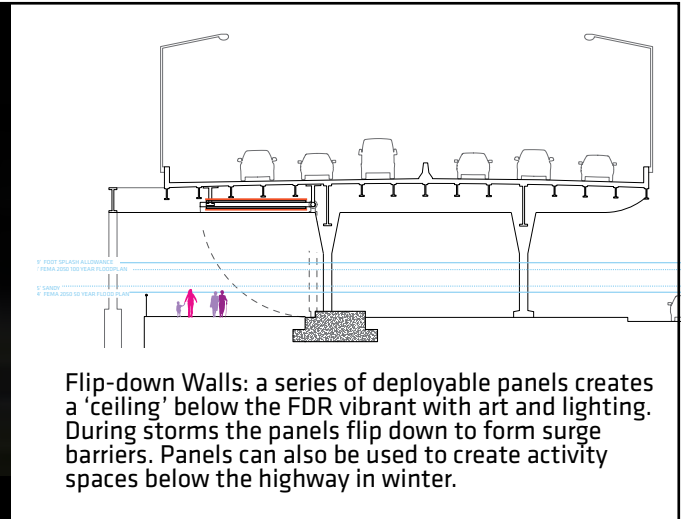 9' FOOT SPLASH ALLOWANCE
' FEMA 2050 100 YEAR FLOODPLAN
5' SANDY
4' FEMA 2050 50 YEAR FLOOD PLAN
Flip-down Walls: a series of deployable panels creates
a ‘ceiling’ below the FDR vibrant with art and lighting.
During storms the panels flip down to form surge
barriers. Panels can also be used to create activity
spaces below the highway in winter.